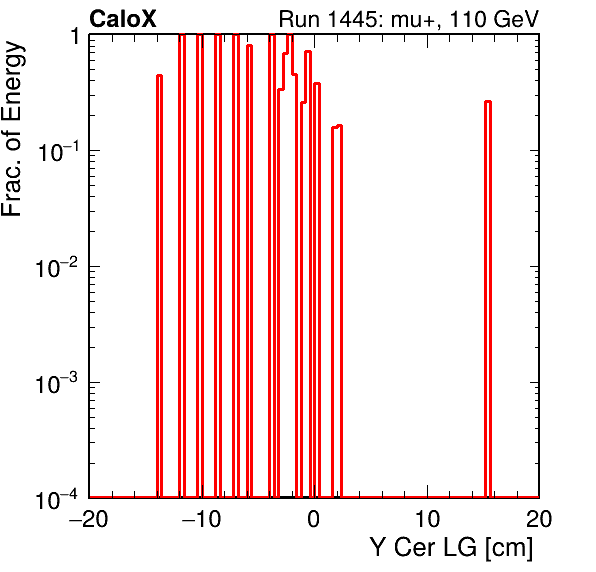 CaloX Run 1445: mu+, 110 GeV
Frac. of Energy
1
10⁻¹
10⁻²
10⁻³
10⁻⁴
−20 −10 0 10 20
Y Cer LG [cm]